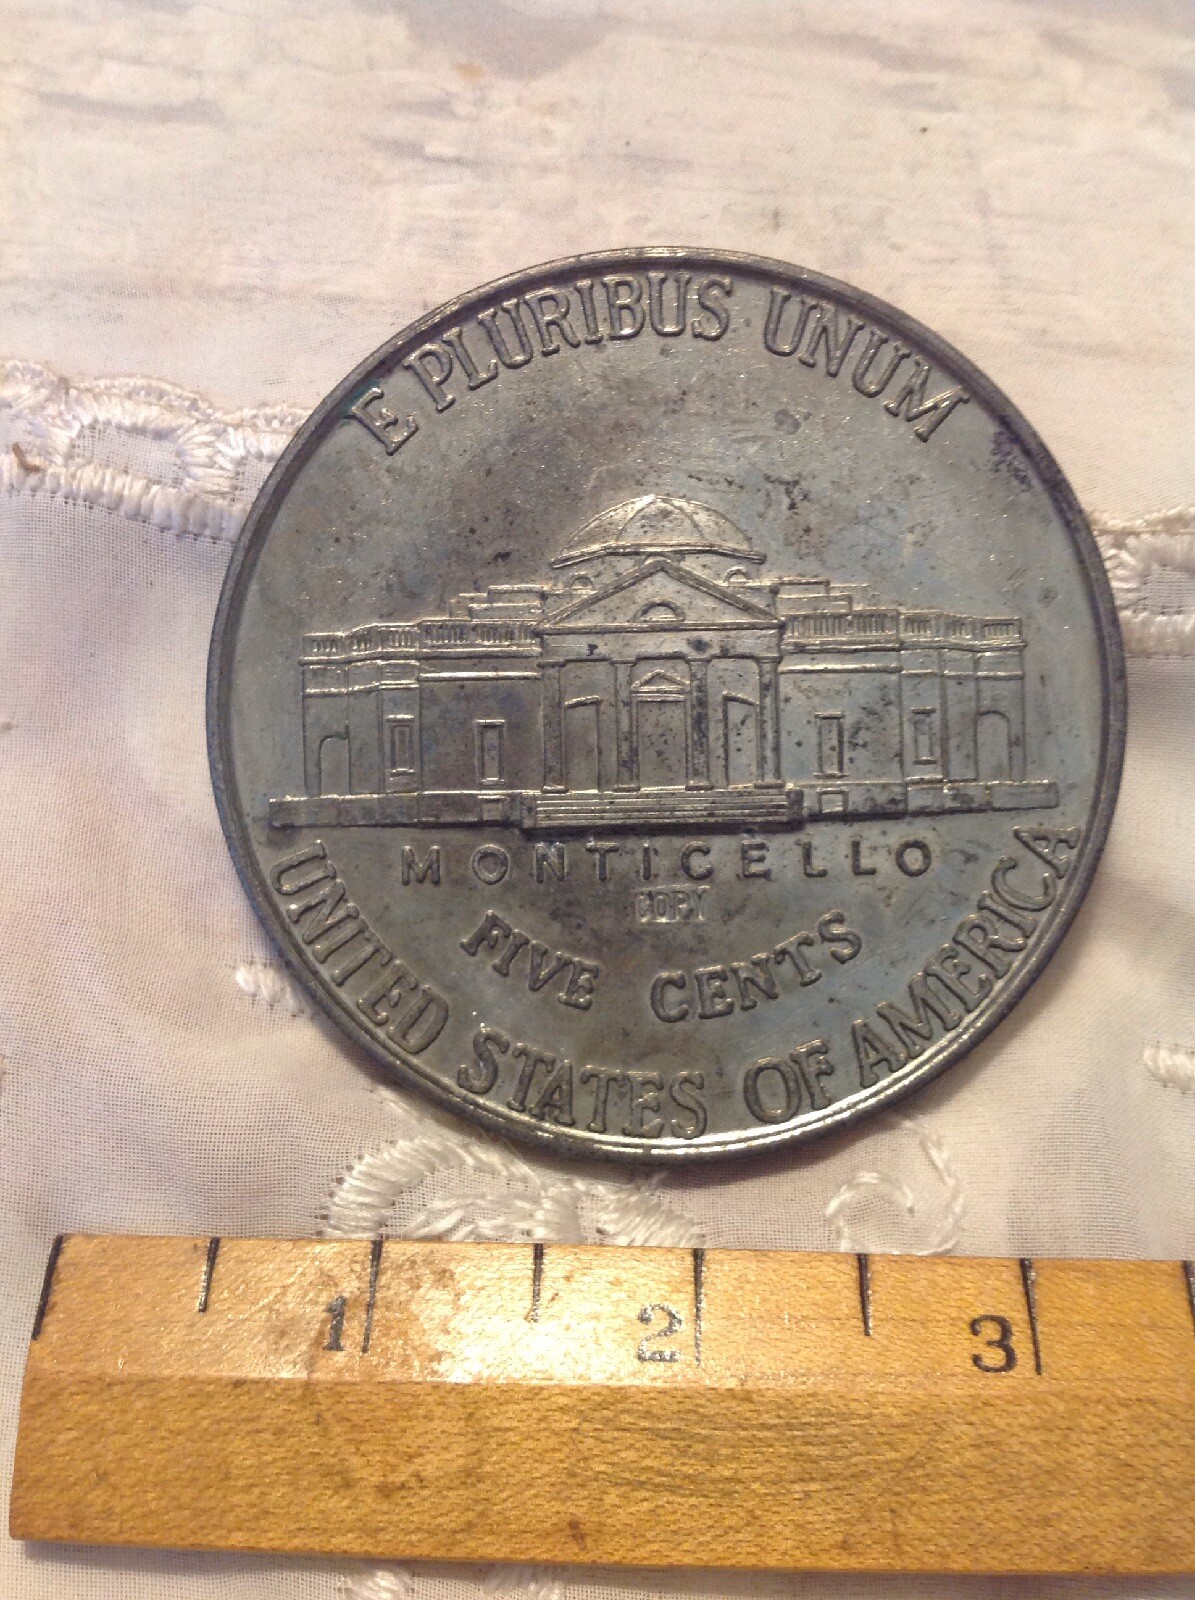 E PLURIBUS UNUM
MONTICELLO
COPY
FIVE CENTS
UNITED STATES OF AMERICA
1 2 3